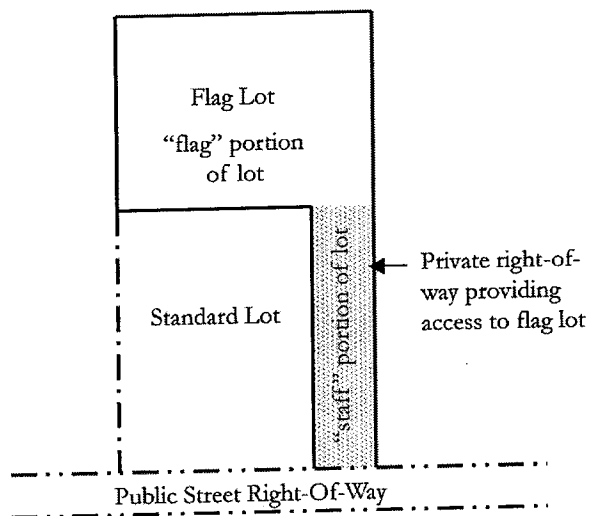 Flag Lot
“flag” portion
of lot
Standard Lot
“staff” portion of lot
Private right-of-
way providing
access to flag lot
Public Street Right-Of-Way